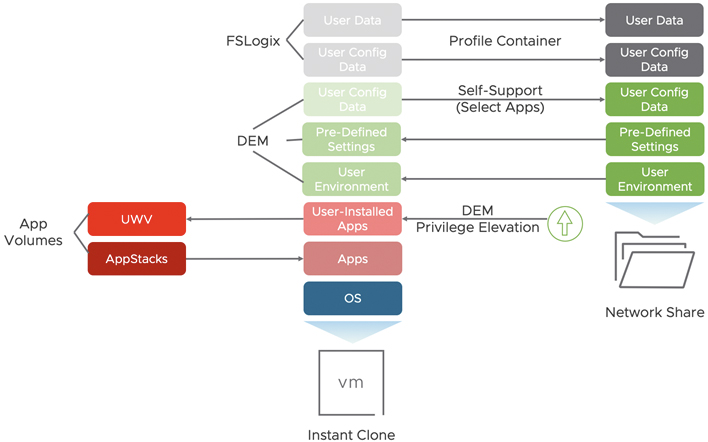 User Data
User Data
FSLogix
Profile Container
User Config
Data
User Config
Data
User Config
Data
Self-Support
(Select Apps)
User Config
Data
DEM
Pre-Defined
Settings
Pre-Defined
Settings
User
Environment
User
Environment
App
Volumes
UWV
User-Installed
Apps
DEM
Privilege Elevation
AppStacks
Apps
OS
Network Share
vm
Instant Clone